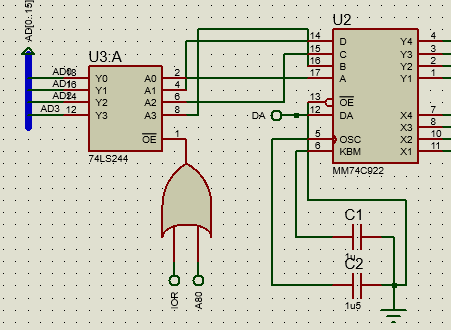 AD[0..15]
U3:A
AD0 18 Y0 A0 2
AD1 16 Y1 A1 4
AD2 14 Y2 A2 6
AD3 12 Y3 A3 8
OE 1
74LS244
IOR
A80
U2
14 D Y4 4
15 C Y3 3
16 B Y2 2
17 A Y1 1
13 OE
DA 12 DA X4 7
X3 8
5 OSC X2 10
6 KBM X1 11
MM74C922
C1
1u
C2
1u5